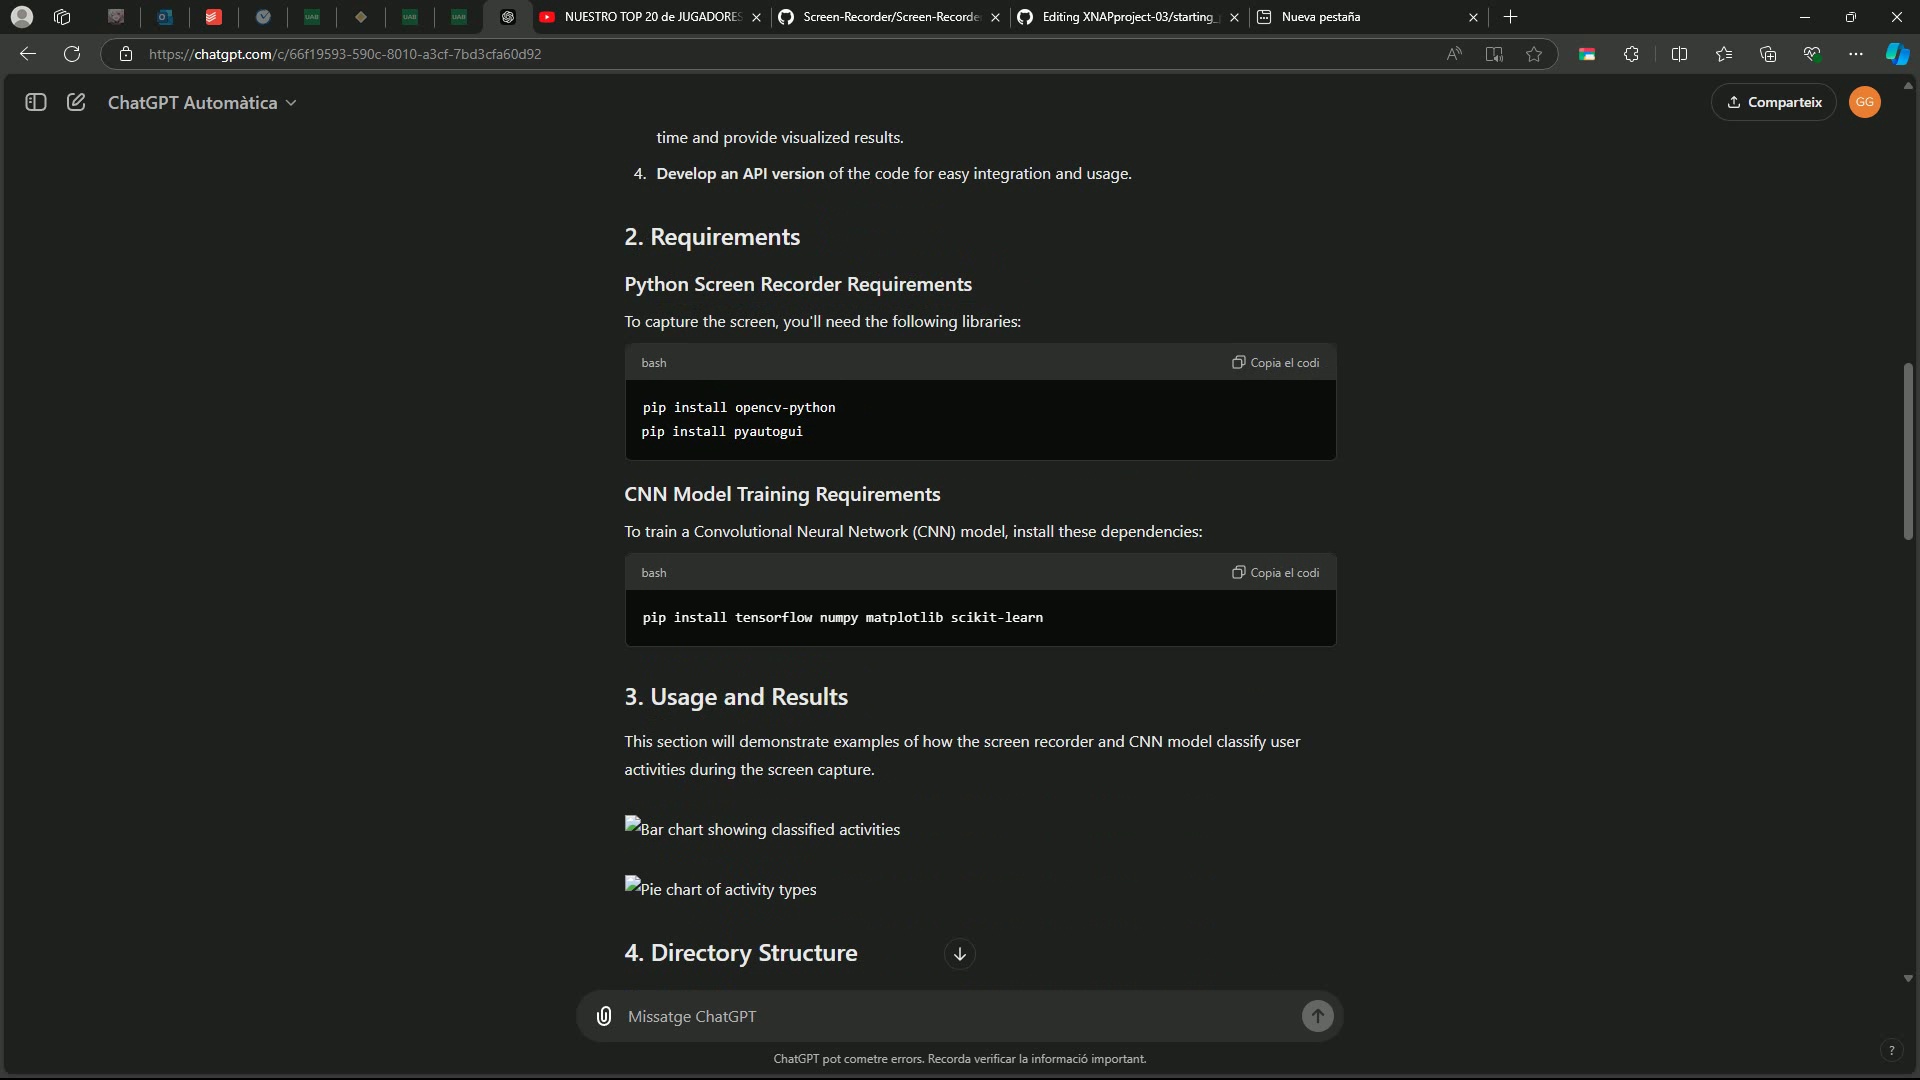 NUESTRO TOP 20 de JUGADORES
Screen-Recorder/Screen-Recorde
Editing XNAPproject-03/starting_
Nueva pestaña
https://chatgpt.com/c/66f19593-590c-8010-a3cf-7bd3cfa60d92
ChatGPT Automàtica
Comparteix
GG
time and provide visualized results.
4. Develop an API version of the code for easy integration and usage.
2. Requirements
Python Screen Recorder Requirements
To capture the screen, you'll need the following libraries:
bash
Copia el codi
pip install opencv-python
pip install pyautogui
CNN Model Training Requirements
To train a Convolutional Neural Network (CNN) model, install these dependencies:
bash
Copia el codi
pip install tensorflow numpy matplotlib scikit-learn
3. Usage and Results
This section will demonstrate examples of how the screen recorder and CNN model classify user
activities during the screen capture.
Bar chart showing classified activities
Pie chart of activity types
4. Directory Structure
Missatge ChatGPT
ChatGPT pot cometre errors. Recorda verificar la informació important.
?